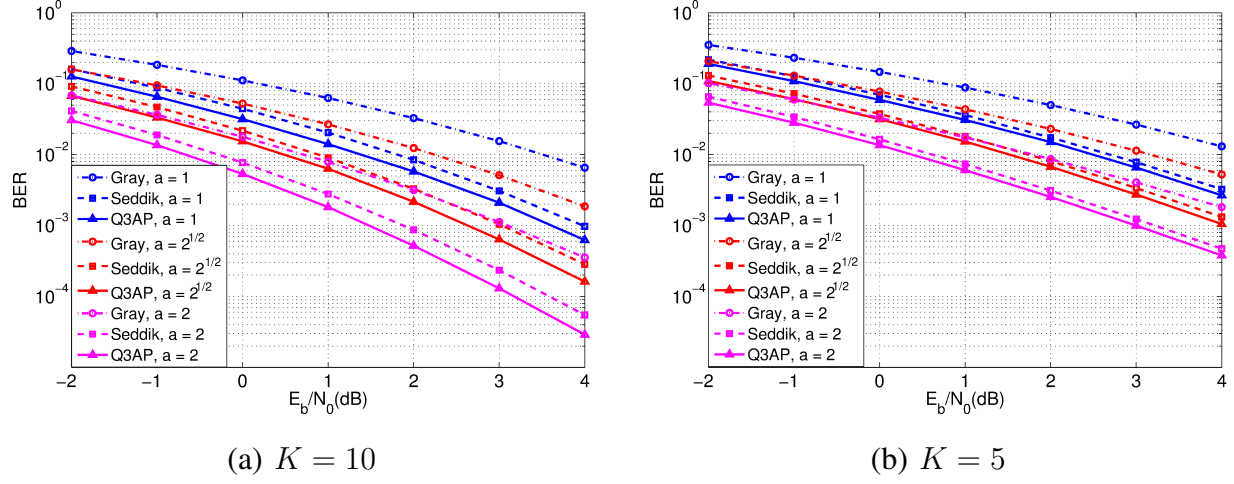 10^0
10^-1
10^-2
10^-3
10^-4
BER
Gray, a = 1
Seddik, a = 1
Q3AP, a = 1
Gray, a = 2^1/2
Seddik, a = 2^1/2
Q3AP, a = 2^1/2
Gray, a = 2
Seddik, a = 2
Q3AP, a = 2
−2 −1 0 1 2 3 4
E_b/N_0(dB)
(a) K = 10
10^0
10^-1
10^-2
10^-3
10^-4
BER
Gray, a = 1
Seddik, a = 1
Q3AP, a = 1
Gray, a = 2^1/2
Seddik, a = 2^1/2
Q3AP, a = 2^1/2
Gray, a = 2
Seddik, a = 2
Q3AP, a = 2
−2 −1 0 1 2 3 4
E_b/N_0(dB)
(b) K = 5